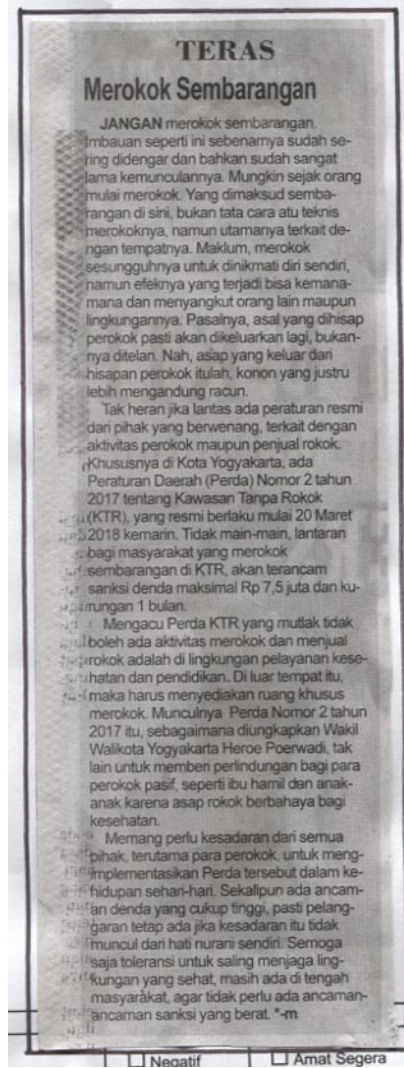 TERAS
Merokok Sembarangan
JANGAN merokok sembarangan.
Imbauan seperti ini sebenarnya sudah se-
ring didengar dan bahkan sudah sangat
lama kemunculannya. Mungkin sejak orang
mulai merokok. Yang dimaksud semba-
rangan di sini, bukan tata cara atu teknis
merokoknya, namun utamanya terkait de-
ngan tempatnya. Maklum, merokok
sesungguhnya untuk dinikmati diri sendiri,
namun efeknya yang terjadi bisa kemana-
mana dan menyangkut orang lain maupun
lingkungannya. Pasalnya, asal yang dihisap
perokok pasti akan dikeluarkan lagi, bukan-
nya ditelan. Nah, asap yang keluar dari
hisapan perokok itulah, konon yang justru
lebih mengandung racun.
Tak heran jika lantas ada peraturan resmi
dari pihak yang berwenang, terkait dengan
aktivitas perokok maupun penjual rokok.
Khususnya di Kota Yogyakarta, ada
Peraturan Daerah (Perda) Nomor 2 tahun
2017 tentang Kawasan Tanpa Rokok
(KTR), yang resmi berlaku mulai 20 Maret
2018 kemarin. Tidak main-main, lantaran
bagi masyarakat yang merokok
sembarangan di KTR, akan terancam
sanksi denda maksimal Rp 7,5 juta dan ku-
rungan 1 bulan.
Mengacu Perda KTR yang mutlak tidak
boleh ada aktivitas merokok dan menjual
rokok adalah di lingkungan pelayanan kese-
hatan dan pendidikan. Di luar tempat itu,
maka harus menyediakan ruang khusus
merokok. Munculnya Perda Nomor 2 tahun
2017 itu, sebagaimana diungkapkan Wakil
Walikota Yogyakarta Heroe Poerwadi, tak
lain untuk memberi perlindungan bagi para
perokok pasif, seperti ibu hamil dan anak-
anak karena asap rokok berbahaya bagi
kesehatan.
Memang perlu kesadaran dari semua
pihak, terutama para perokok, untuk meng-
implementasikan Perda tersebut dalam ke-
hidupan sehari-hari. Sekalipun ada ancam-
an denda yang cukup tinggi, pasti pelang-
garan tetap ada jika kesadaran itu tidak
muncul dari hati nurani sendiri. Semoga
saja toleransi untuk saling menjaga ling-
kungan yang sehat, masih ada di tengah
masyarakat, agar tidak perlu ada ancaman-
ancaman sanksi yang berat. *-m
Negatif
Amat Segera